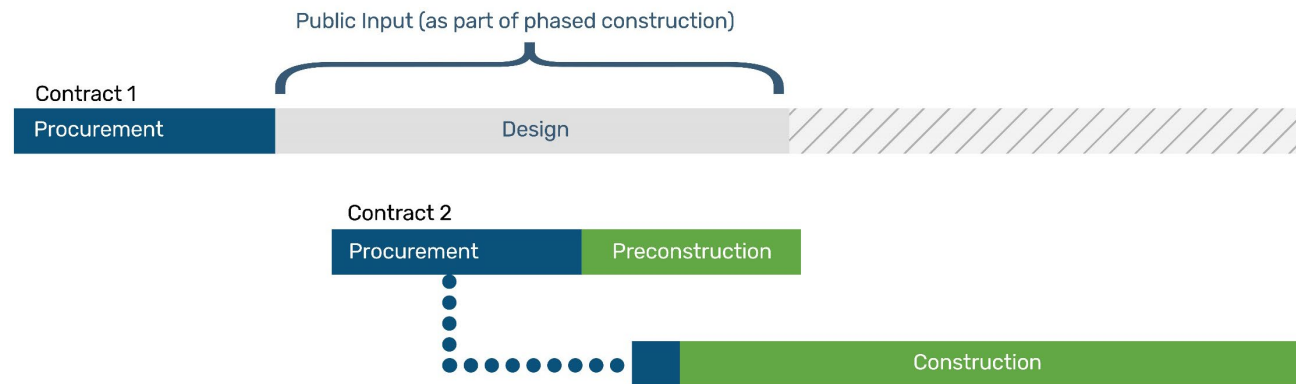 Public Input (as part of phased construction)
Contract 1
Procurement
Design
Contract 2
Procurement
Preconstruction
Construction